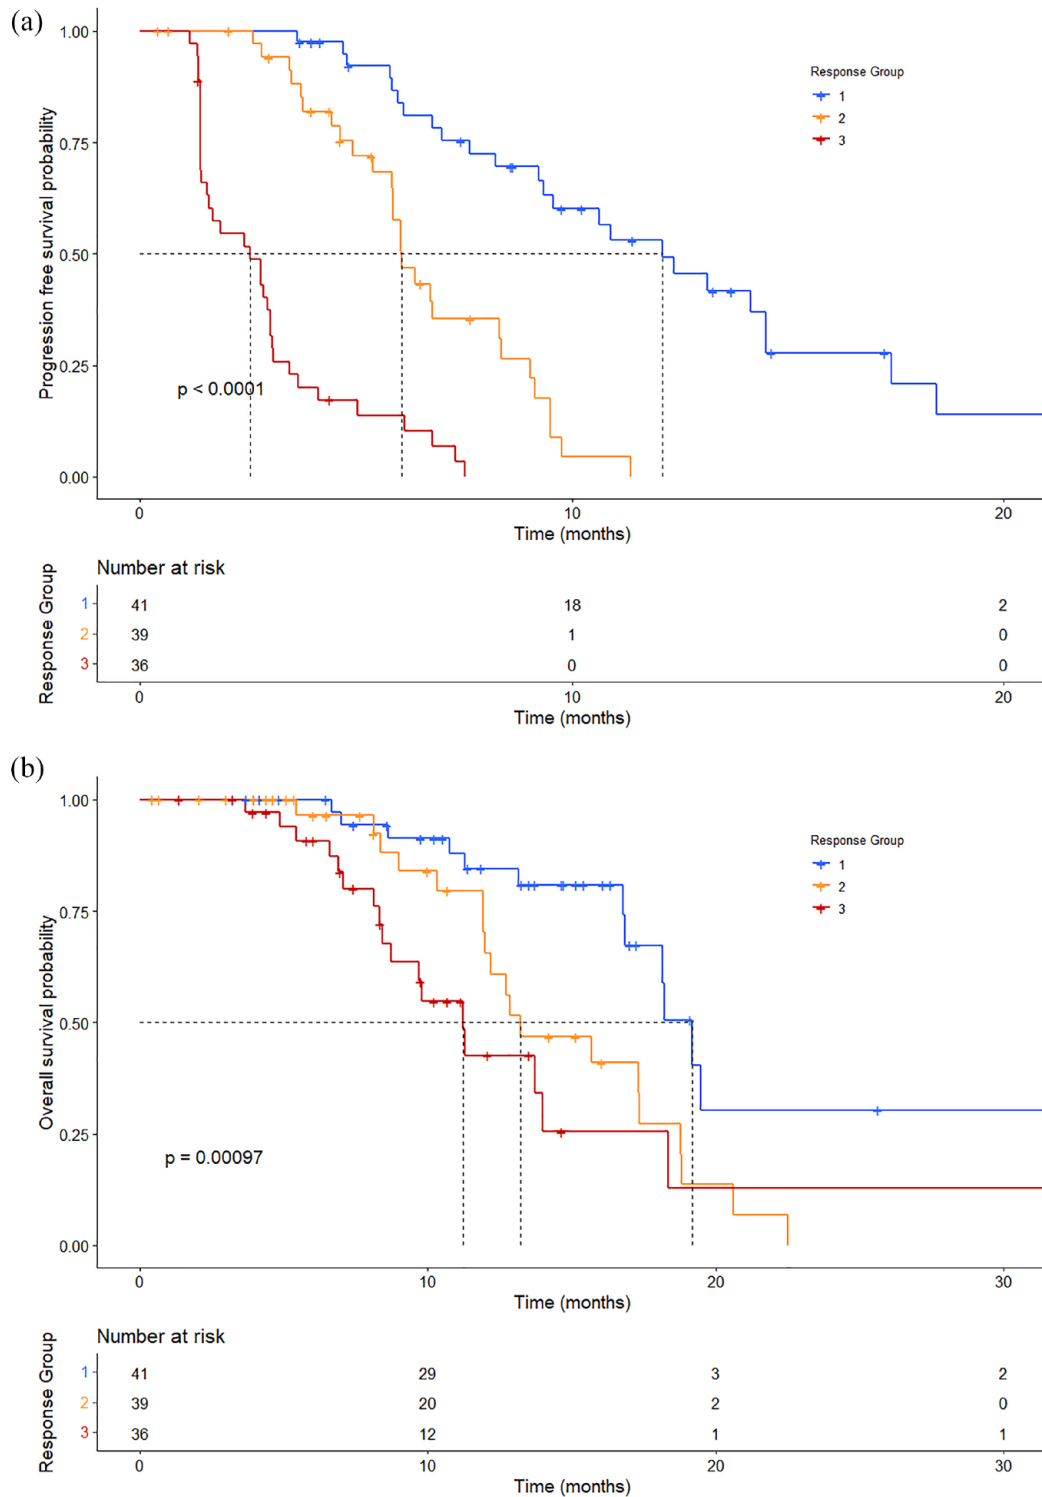 (a)
Progression free survival probability
1.00
0.75
0.50
0.25
0.00
Response Group
1
2
3
p < 0.0001
0 10 20
Time (months)
Number at risk
Response Group
1 41 18 2
2 39 1 0
3 36 0 0
0 10 20
Time (months)
(b)
Overall survival probability
1.00
0.75
0.50
0.25
0.00
Response Group
1
2
3
p = 0.00097
0 10 20 30
Time (months)
Number at risk
Response Group
1 41 29 3 2
2 39 20 2 0
3 36 12 1 1
0 10 20 30
Time (months)